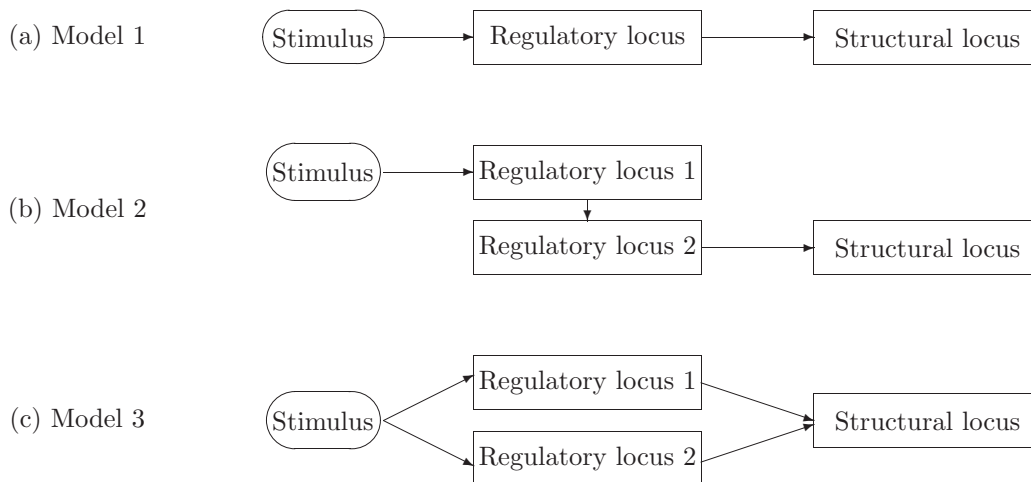 (a) Model 1 Stimulus Regulatory locus Structural locus
(b) Model 2
Stimulus Regulatory locus 1
Regulatory locus 2 Structural locus
(c) Model 3
Stimulus
Regulatory locus 1
Regulatory locus 2
Structural locus